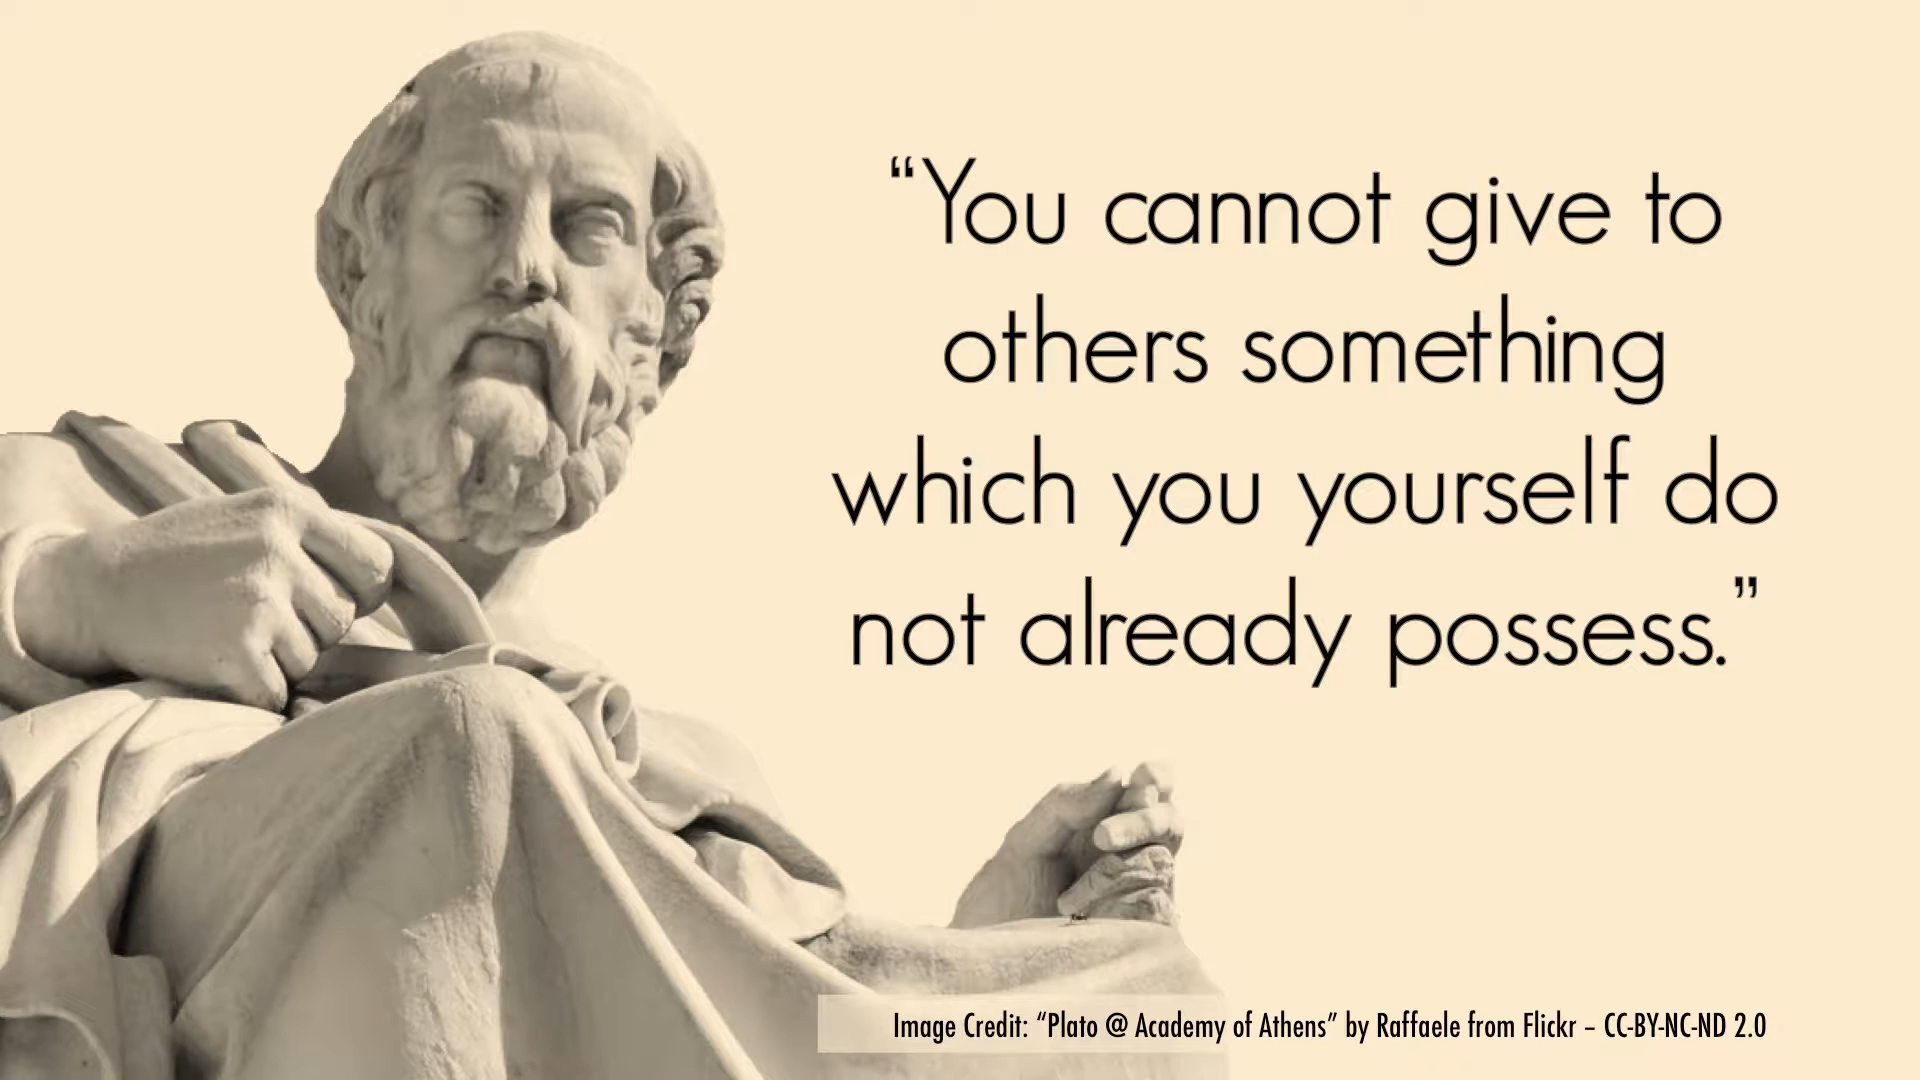 “You cannot give to
others something
which you yourself do
not already possess.”
Image Credit: “Plato @ Academy of Athens” by Raffaele from Flickr – CC-BY-NC-ND 2.0